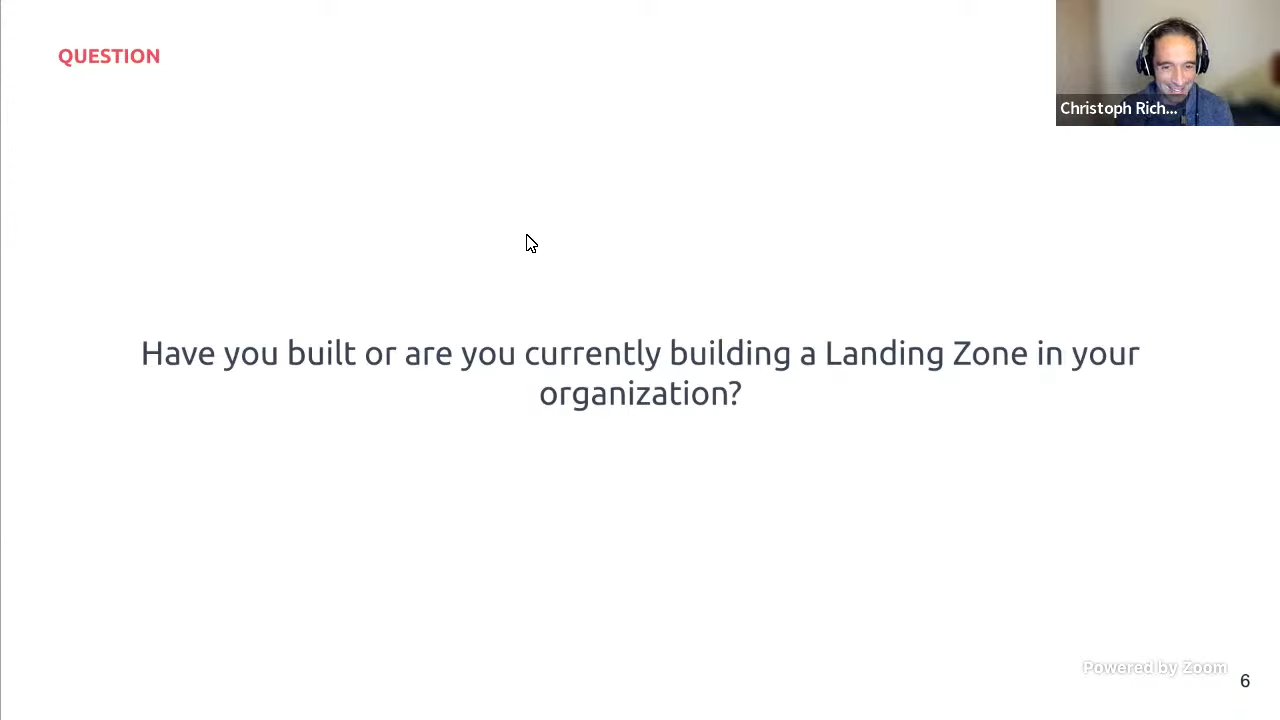 QUESTION
Christoph Rich...
Have you built or are you currently building a Landing Zone in your
organization?
Powered by Zoom
6